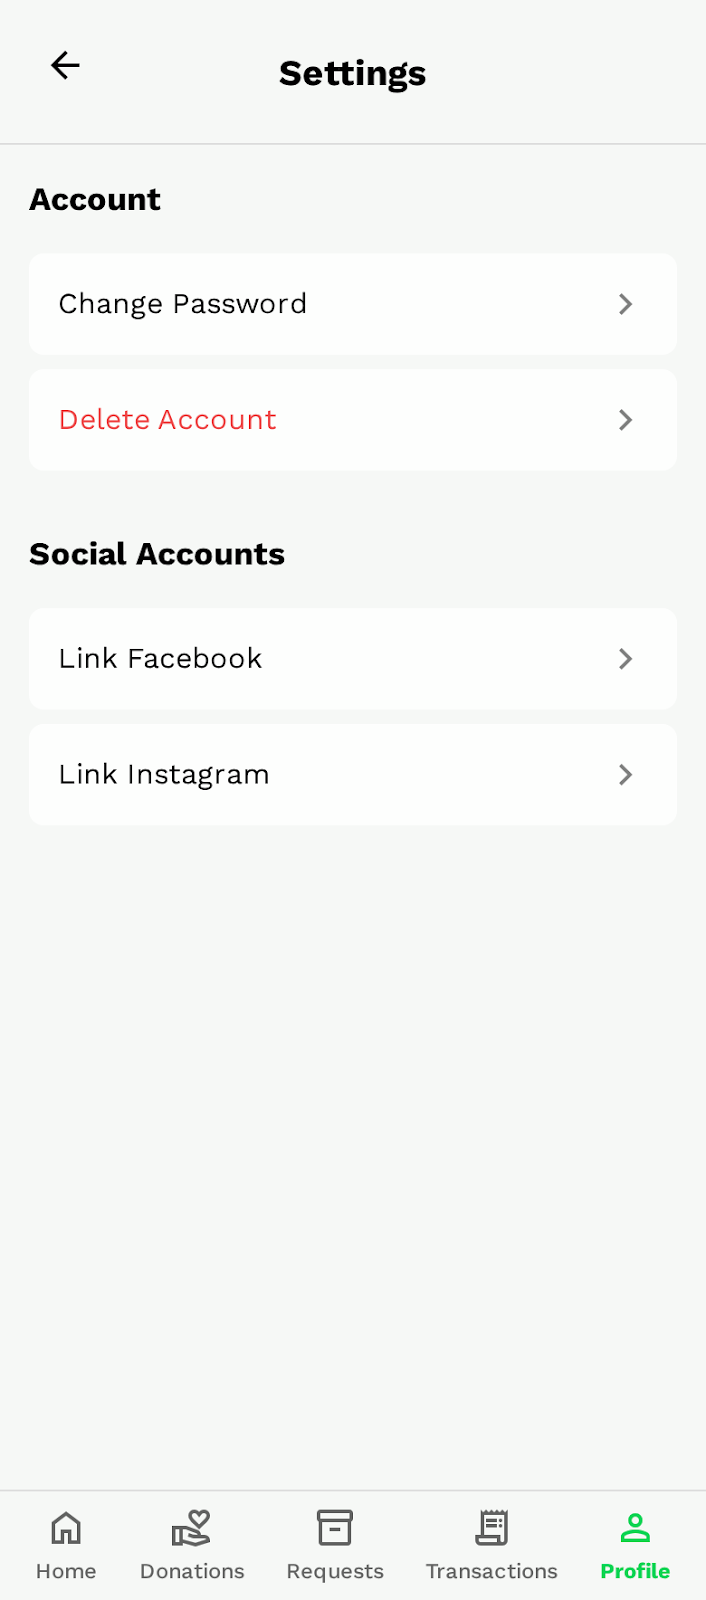 Settings
Account
Change Password
Delete Account
Social Accounts
Link Facebook
Link Instagram
Home
Donations
Requests
Transactions
Profile